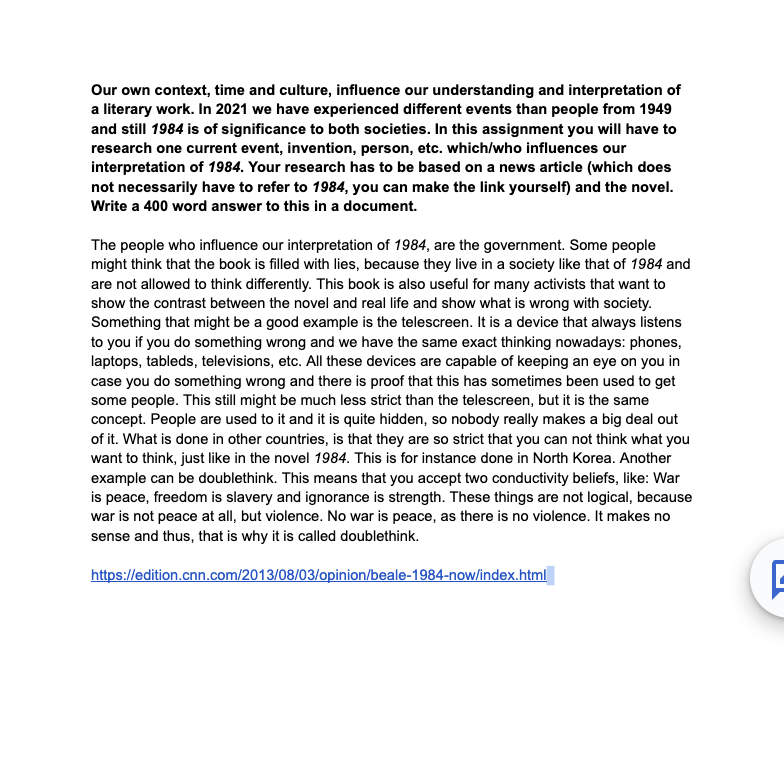 Our own context, time and culture, influence our understanding and interpretation of
a literary work. In 2021 we have experienced different events than people from 1949
and still 1984 is of significance to both societies. In this assignment you will have to
research one current event, invention, person, etc. which/who influences our
interpretation of 1984. Your research has to be based on a news article (which does
not necessarily have to refer to 1984, you can make the link yourself) and the novel.
Write a 400 word answer to this in a document.
The people who influence our interpretation of 1984, are the government. Some people
might think that the book is filled with lies, because they live in a society like that of 1984 and
are not allowed to think differently. This book is also useful for many activists that want to
show the contrast between the novel and real life and show what is wrong with society.
Something that might be a good example is the telescreen. It is a device that always listens
to you if you do something wrong and we have the same exact thinking nowadays: phones,
laptops, tableds, televisions, etc. All these devices are capable of keeping an eye on you in
case you do something wrong and there is proof that this has sometimes been used to get
some people. This still might be much less strict than the telescreen, but it is the same
concept. People are used to it and it is quite hidden, so nobody really makes a big deal out
of it. What is done in other countries, is that they are so strict that you can not think what you
want to think, just like in the novel 1984. This is for instance done in North Korea. Another
example can be doublethink. This means that you accept two conductivity beliefs, like: War
is peace, freedom is slavery and ignorance is strength. These things are not logical, because
war is not peace at all, but violence. No war is peace, as there is no violence. It makes no
sense and thus, that is why it is called doublethink.
https://edition.cnn.com/2013/08/03/opinion/beale-1984-now/index.html